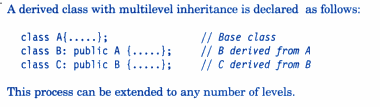 A derived class with multilevel inheritance is declared as follows:
class A{.....}; // Base class
class B: public A {.....}; // B derived from A
class C: public B {.....}; // C derived from B
This process can be extended to any number of levels.